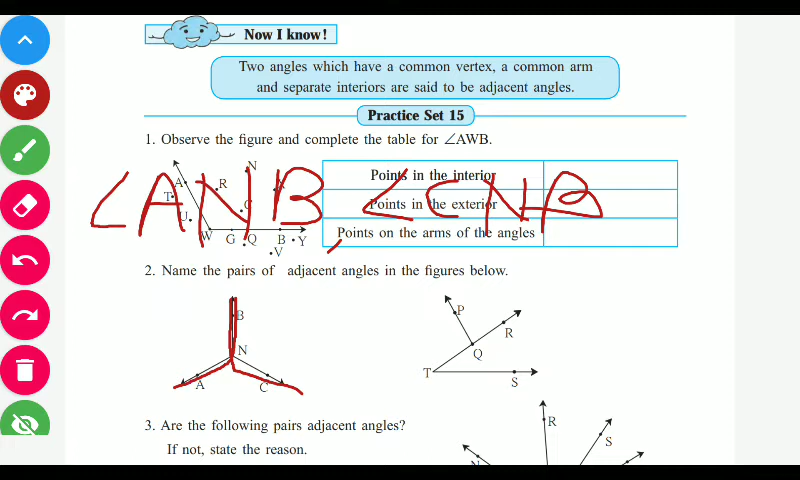 Now I know!
Two angles which have a common vertex, a common arm
and separate interiors are said to be adjacent angles.
Practice Set 15
1. Observe the figure and complete the table for ∠AWB.
N
A
R
T
U
W
G
Q
B
Y
V
Points in the interior
Points in the exterior
Points on the arms of the angles
∠ANB
∠CNB
2. Name the pairs of adjacent angles in the figures below.
B
N
A
C
P
R
Q
T
S
3. Are the following pairs adjacent angles?
If not, state the reason.
R
S